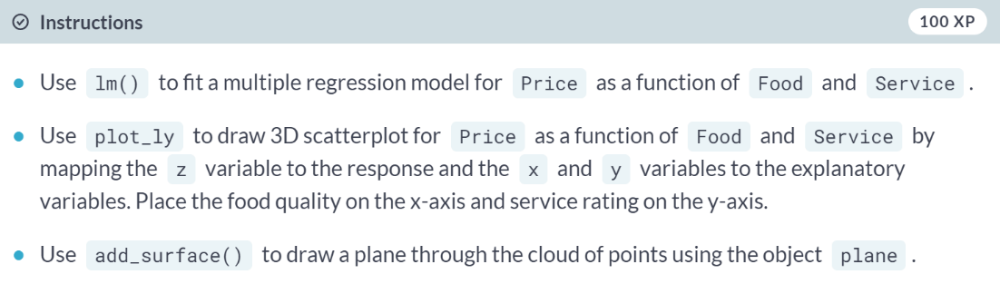 Instructions
100 XP
Use lm() to fit a multiple regression model for Price as a function of Food and Service .
Use plot_ly to draw 3D scatterplot for Price as a function of Food and Service by
mapping the z variable to the response and the x and y variables to the explanatory
variables. Place the food quality on the x-axis and service rating on the y-axis.
Use add_surface() to draw a plane through the cloud of points using the object plane .